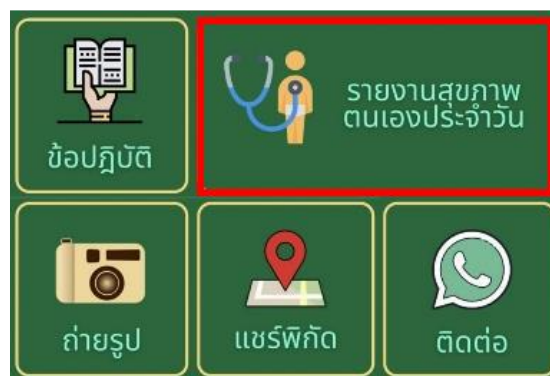 ข้อปฎิบัติ
รายงานสุขภาพ
ตนเองประจำวัน
ถ่ายรูป
แชร์พิกัด
ติดต่อ